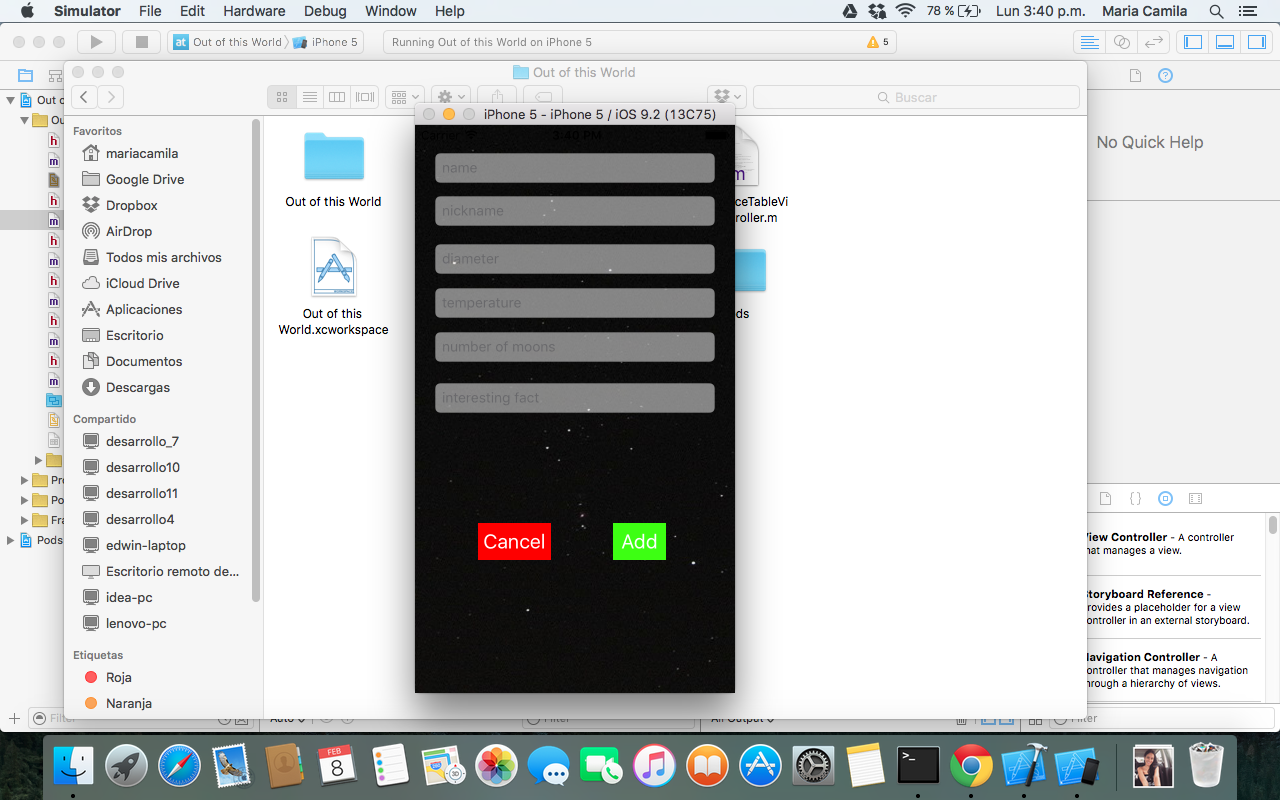 Simulator File Edit Hardware Debug Window Help 78 % Lun 3:40 p.m. Maria Camila
at Out of this World iPhone 5 Running Out of this World on iPhone 5 5
Out of this World
Buscar
iPhone 5 - iPhone 5 / iOS 9.2 (13C75)
3:40 PM
Out o
Ou
h
m
h
m
h
m
h
m
h
m
h
m
Pro
Po
Fra
Pods
Filter
Favoritos
mariacamila
Google Drive
Dropbox
AirDrop
Todos mis archivos
iCloud Drive
Aplicaciones
Escritorio
Documentos
Descargas
Compartido
desarrollo_7
desarrollo10
desarrollo11
desarrollo4
edwin-laptop
Escritorio remoto de...
idea-pc
lenovo-pc
Etiquetas
Roja
Naranja
Out of this World
Out of this
World.xcworkspace
m
ceTableVi
roller.m
ds
name
nickname
diameter
temperature
number of moons
interesting fact
Cancel Add
No Quick Help
{}
View Controller - A controller
that manages a view.
Storyboard Reference -
Provides a placeholder for a view
controller in an external storyboard.
Navigation Controller - A
controller that manages navigation
through a hierarchy of views.
Auto Filter All Output Filter
FEB
8
3D
>_